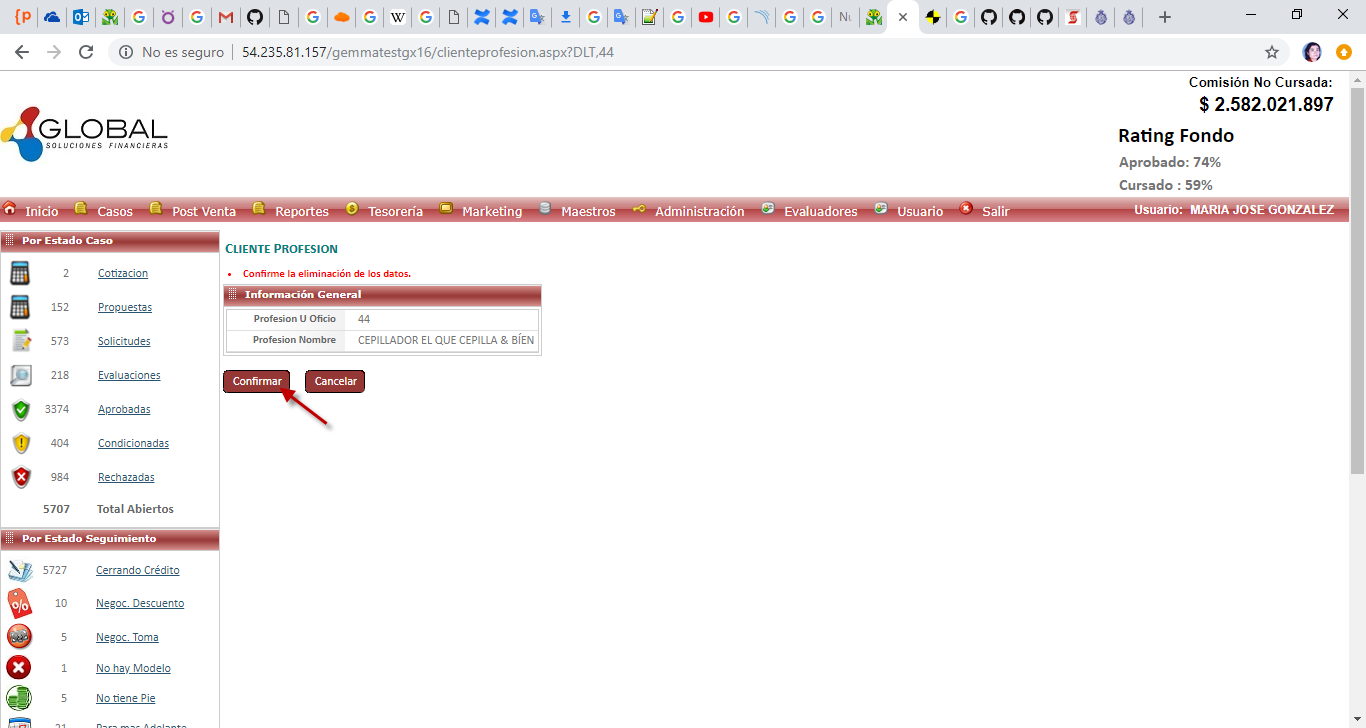 No es seguro
54.235.81.157/gemmatestgx16/clienteprofesion.aspx?DLT,44
Comisión No Cursada:
$ 2.582.021.897
GLOBAL
SOLUCIONES FINANCIERAS
Rating Fondo
Aprobado: 74%
Cursado : 59%
Inicio Casos Post Venta Reportes Tesorería Marketing Maestros Administración Evaluadores Usuario Salir Usuario: MARIA JOSE GONZALEZ
Por Estado Caso
2 Cotizacion
152 Propuestas
573 Solicitudes
218 Evaluaciones
3374 Aprobadas
404 Condicionadas
984 Rechazadas
5707 Total Abiertos
Por Estado Seguimiento
5727 Cerrando Crédito
10 Negoc. Descuento
5 Negoc. Toma
1 No hay Modelo
5 No tiene Pie
21 Para mas Adelante
CLIENTE PROFESION
• Confirme la eliminación de los datos.
Información General
Profesion U Oficio 44
Profesion Nombre CEPILLADOR EL QUE CEPILLA & BÍEN
Confirmar Cancelar